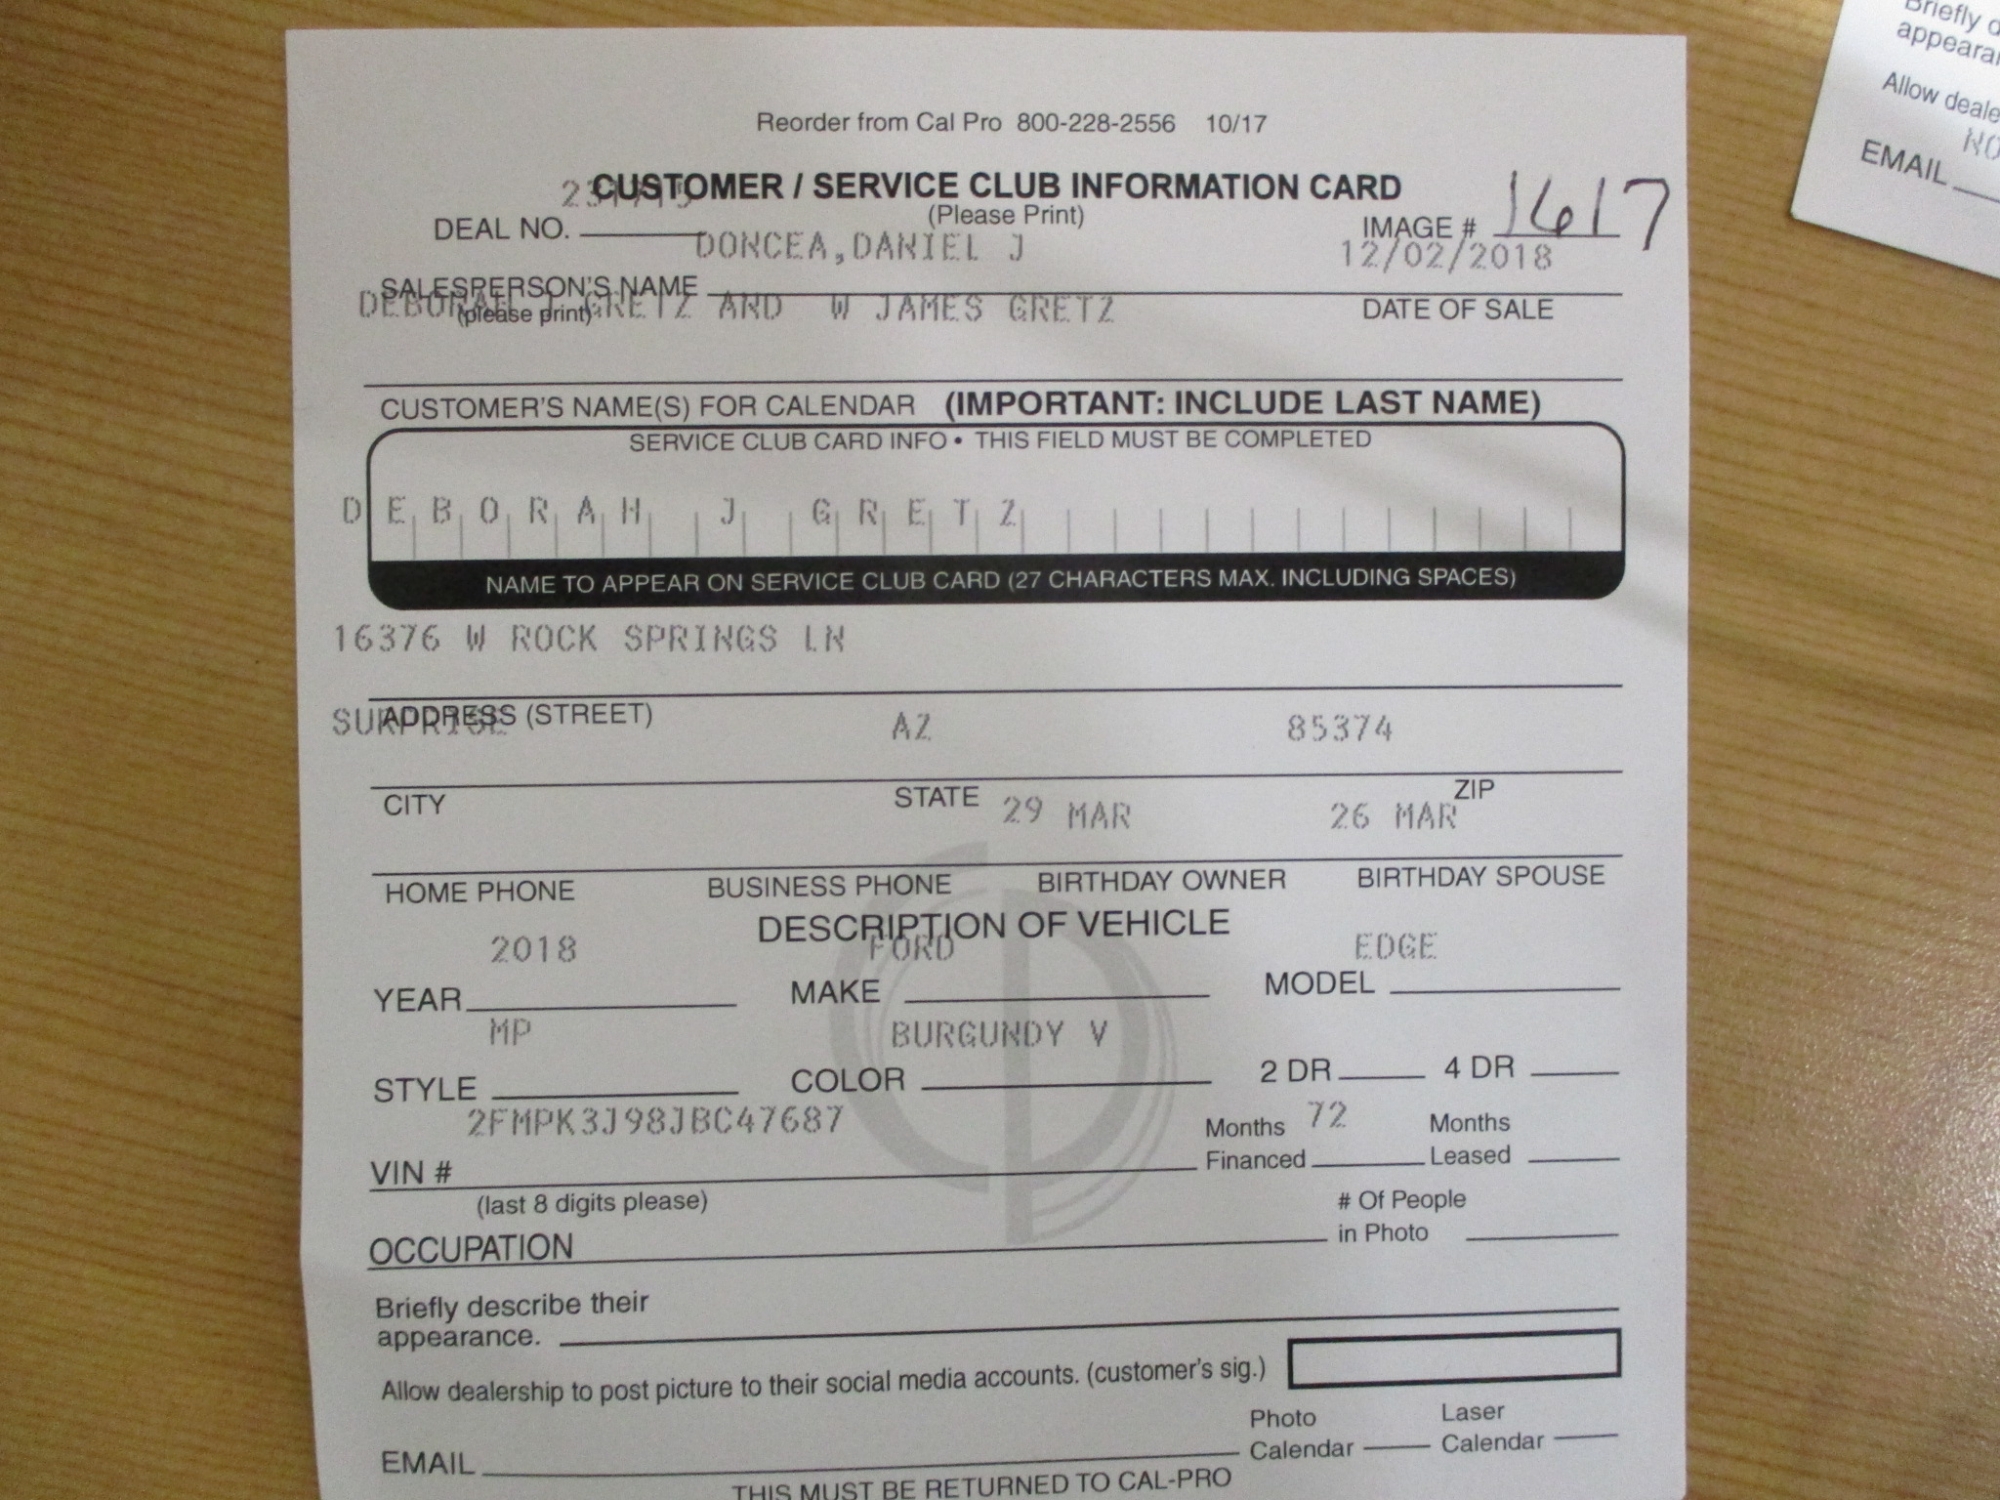 Reorder from Cal Pro 800-228-2556 10/17
CUSTOMER / SERVICE CLUB INFORMATION CARD
(Please Print)
DEAL NO. IMAGE # 1617
DONCEA,DANIEL J 12/02/2018
SALESPERSON'S NAME
(please print)
DATE OF SALE
DEBORAH J GRETZ AND W JAMES GRETZ
CUSTOMER'S NAME(S) FOR CALENDAR (IMPORTANT: INCLUDE LAST NAME)
SERVICE CLUB CARD INFO • THIS FIELD MUST BE COMPLETED
DEBORAH J GRETZ
NAME TO APPEAR ON SERVICE CLUB CARD (27 CHARACTERS MAX. INCLUDING SPACES)
16376 W ROCK SPRINGS LN
ADDRESS (STREET)
SURPRISE AZ 85374
CITY STATE ZIP
29 MAR 26 MAR
HOME PHONE BUSINESS PHONE BIRTHDAY OWNER BIRTHDAY SPOUSE
DESCRIPTION OF VEHICLE
2018 FORD EDGE
YEAR MAKE MODEL
MP BURGUNDY V
STYLE COLOR 2 DR 4 DR
2FMPK3J98JBC47687
Months 72 Months
VIN # Financed Leased
(last 8 digits please)
# Of People
in Photo
OCCUPATION
Briefly describe their
appearance.
Allow dealership to post picture to their social media accounts. (customer's sig.)
Photo Laser
EMAIL Calendar Calendar
THIS MUST BE RETURNED TO CAL-PRO
Briefly
Allow
EMAIL